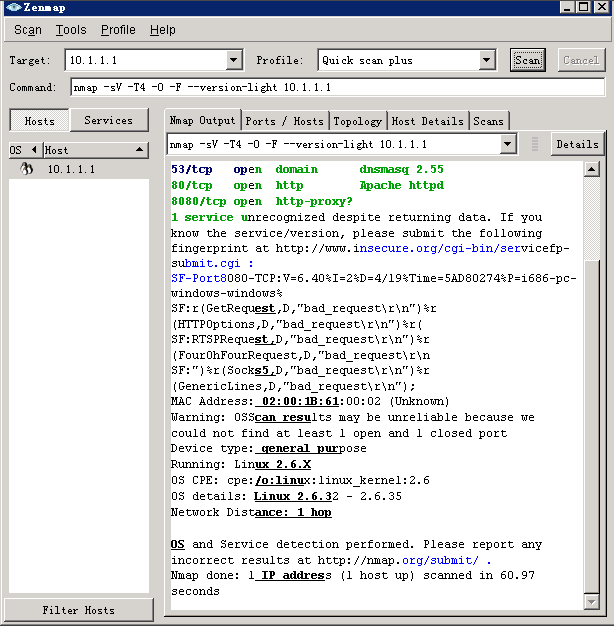 Zenmap
Scan Tools Profile Help
Target: 10.1.1.1 Profile: Quick scan plus Scan Cancel
Command: nmap -sV -T4 -O -F --version-light 10.1.1.1
Hosts Services
Nmap Output Ports / Hosts Topology Host Details Scans
OS Host
nmap -sV -T4 -O -F --version-light 10.1.1.1 Details
10.1.1.1
53/tcp open domain dnsmasq 2.55
80/tcp open http Apache httpd
8080/tcp open http-proxy?
1 service unrecognized despite returning data. If you
know the service/version, please submit the following
fingerprint at http://www.insecure.org/cgi-bin/servicefp-
submit.cgi :
SF-Port8080-TCP:V=6.40%I=2%D=4/19%Time=5AD80274%P=i686-pc-
windows-windows%
SF:r(GetRequest,D,"bad_request\r\n")%r
(HTTPOptions,D,"bad_request\r\n")%r(
SF:RTSPRequest,D,"bad_request\r\n")%r
(FourOhFourRequest,D,"bad_request\r\n
SF:")%r(Socks5,D,"bad_request\r\n")%r
(GenericLines,D,"bad_request\r\n");
MAC Address: 02:00:1B:61:00:02 (Unknown)
Warning: OSScan results may be unreliable because we
could not find at least 1 open and 1 closed port
Device type: general purpose
Running: Linux 2.6.X
OS CPE: cpe:/o:linux:linux_kernel:2.6
OS details: Linux 2.6.32 - 2.6.35
Network Distance: 1 hop
OS and Service detection performed. Please report any
incorrect results at http://nmap.org/submit/ .
Nmap done: 1 IP address (1 host up) scanned in 60.97
seconds
Filter Hosts